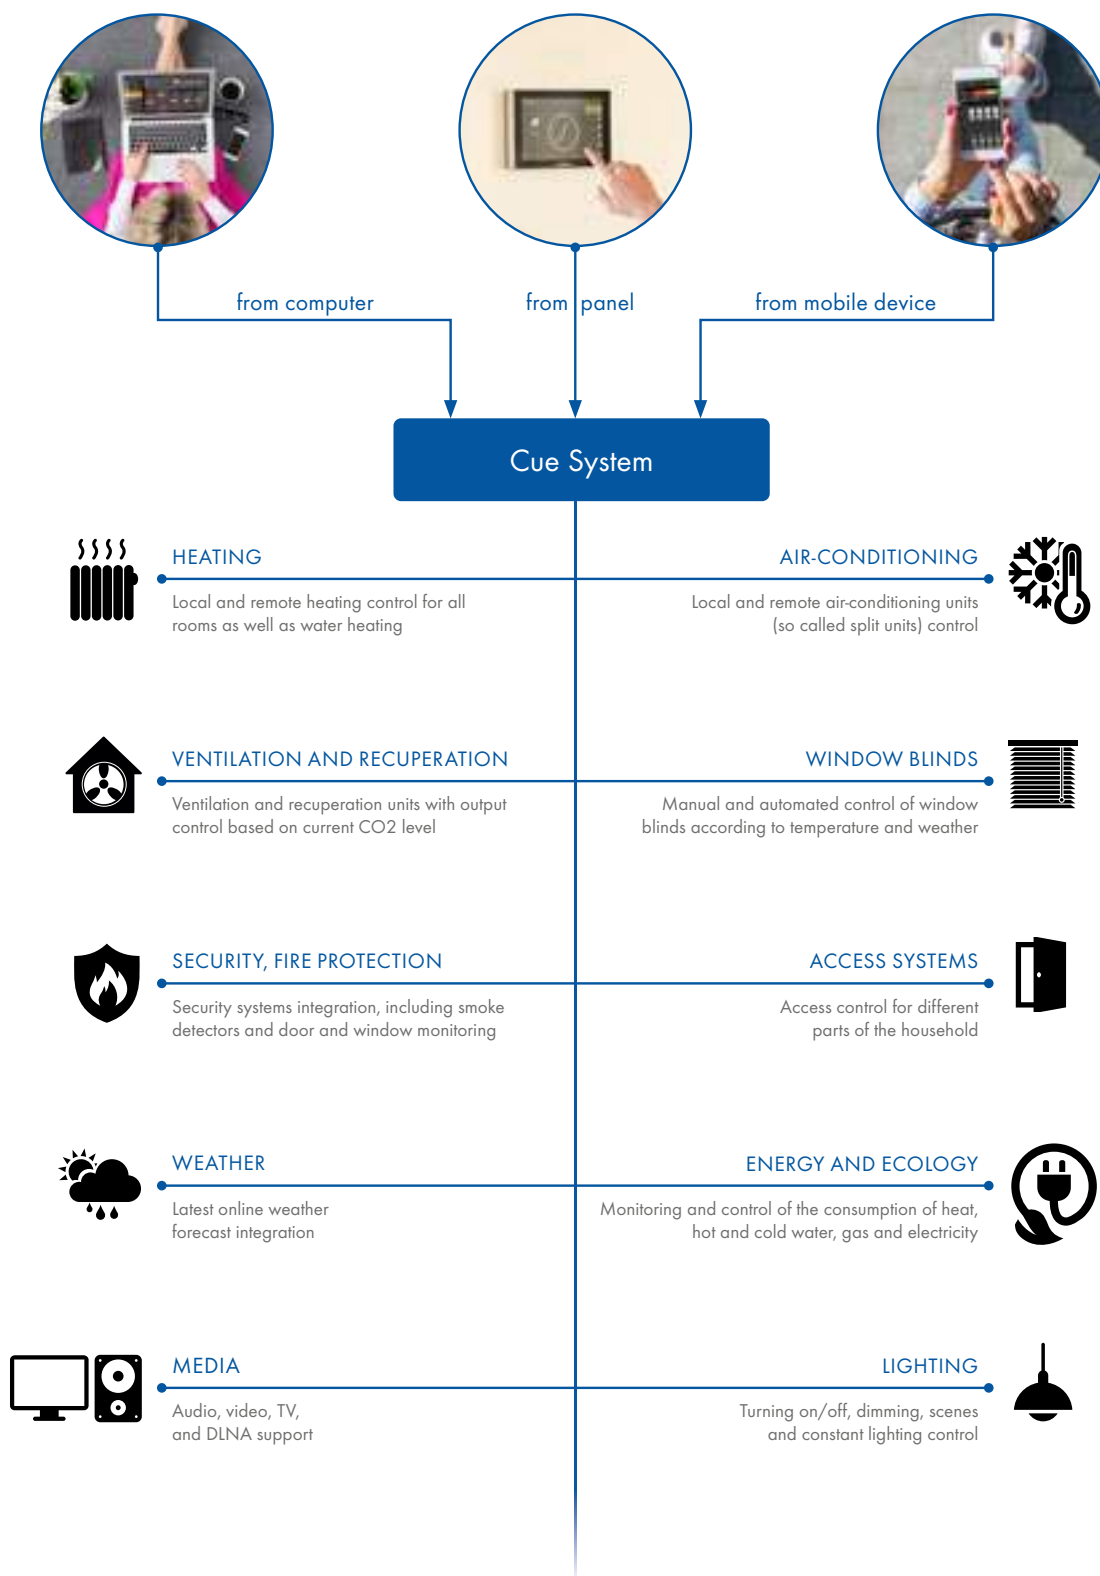 from computer
from panel
from mobile device
Cue System
HEATING
Local and remote heating control for all
rooms as well as water heating
AIR-CONDITIONING
Local and remote air-conditioning units
(so called split units) control
VENTILATION AND RECUPERATION
Ventilation and recuperation units with output
control based on current CO2 level
WINDOW BLINDS
Manual and automated control of window
blinds according to temperature and weather
SECURITY, FIRE PROTECTION
Security systems integration, including smoke
detectors and door and window monitoring
ACCESS SYSTEMS
Access control for different
parts of the household
WEATHER
Latest online weather
forecast integration
ENERGY AND ECOLOGY
Monitoring and control of the consumption of heat,
hot and cold water, gas and electricity
MEDIA
Audio, video, TV,
and DLNA support
LIGHTING
Turning on/off, dimming, scenes
and constant lighting control